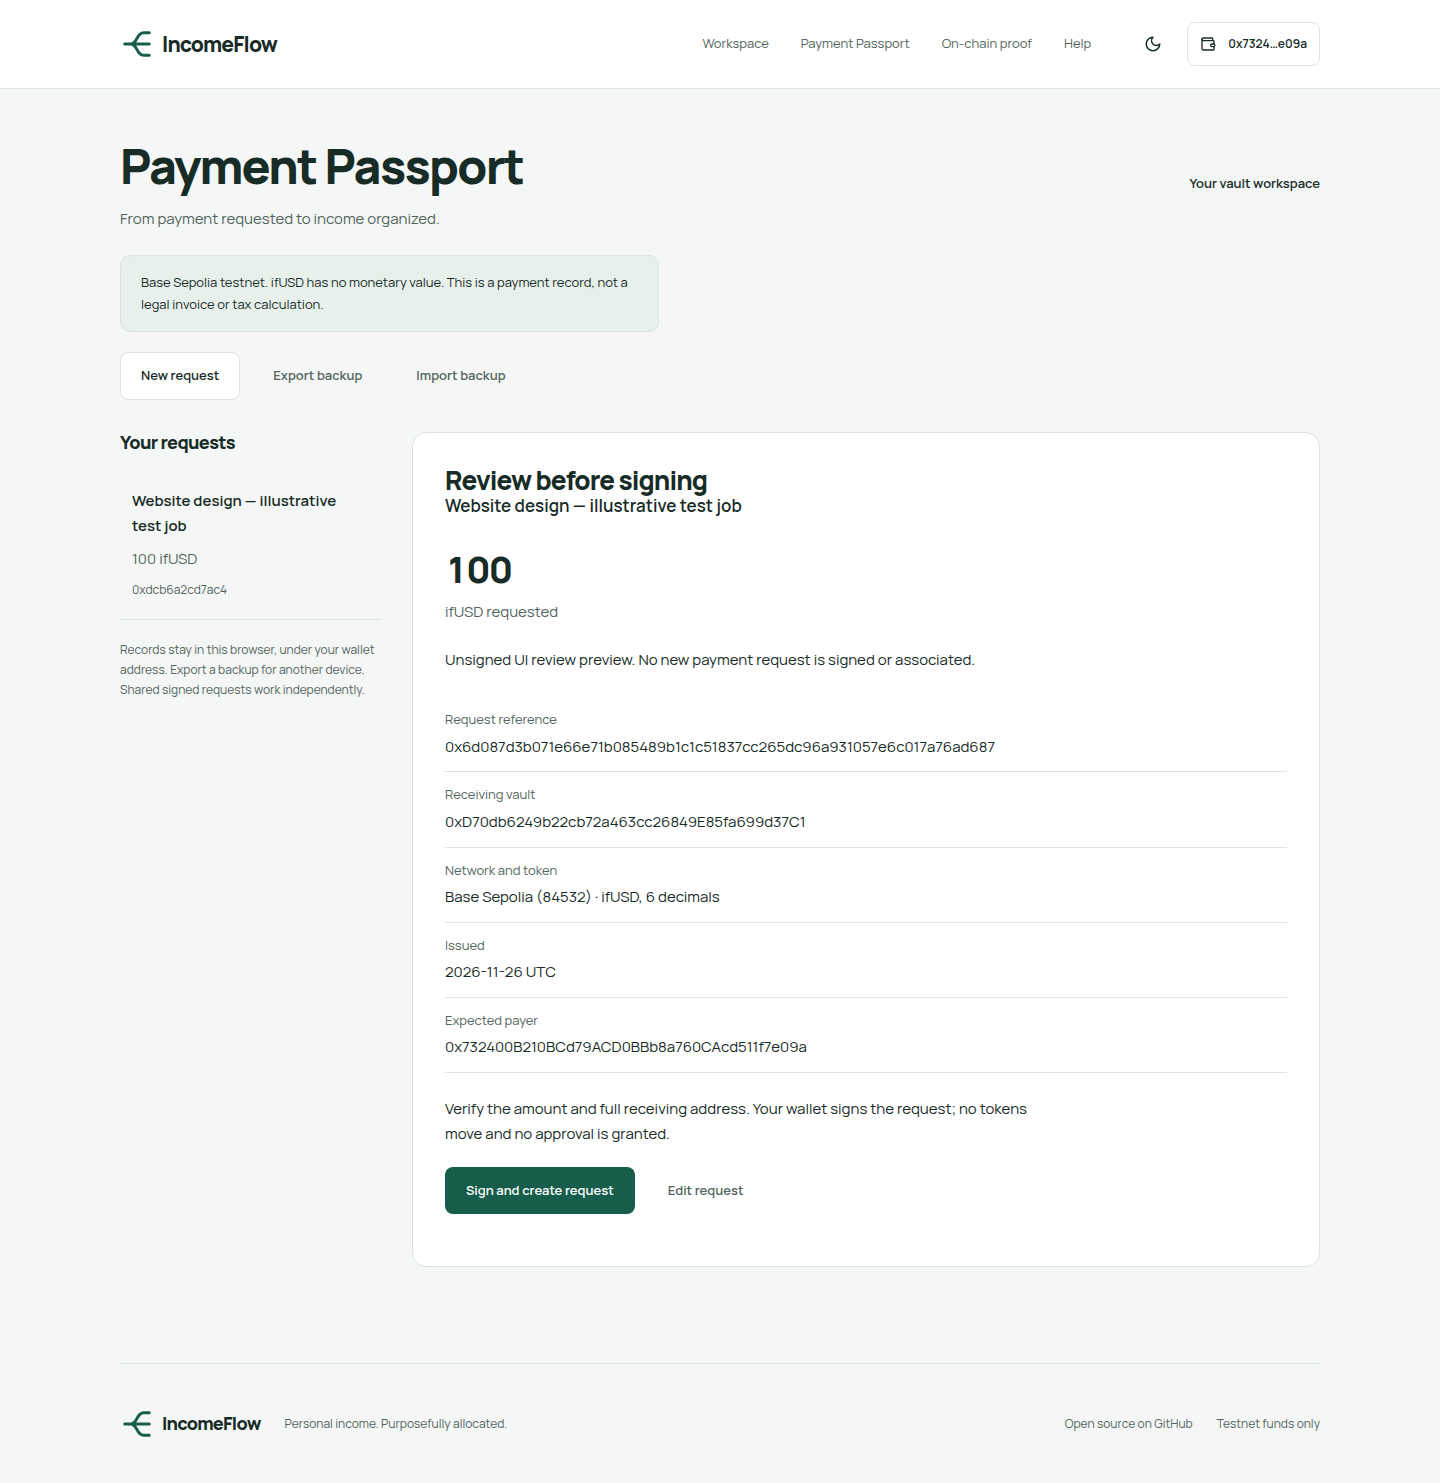 IncomeFlow
Workspace
Payment Passport
On-chain proof
Help
0x7324...e09a
Payment Passport
Your vault workspace
From payment requested to income organized.
Base Sepolia testnet. ifUSD has no monetary value. This is a payment record, not a
legal invoice or tax calculation.
New request
Export backup
Import backup
Your requests
Website design — illustrative
test job
100 ifUSD
0xdcb6a2cd7ac4
Records stay in this browser, under your wallet
address. Export a backup for another device.
Shared signed requests work independently.
Review before signing
Website design — illustrative test job
100
ifUSD requested
Unsigned UI review preview. No new payment request is signed or associated.
Request reference
0x6d087d3b071e66e71b085489b1c1c51837cc265dc96a931057e6c017a76ad687
Receiving vault
0xD70db6249b22cb72a463cc26849E85fa699d37C1
Network and token
Base Sepolia (84532) · ifUSD, 6 decimals
Issued
2026-11-26 UTC
Expected payer
0x732400B210BCd79ACD0BBb8a760CAcd511f7e09a
Verify the amount and full receiving address. Your wallet signs the request; no tokens
move and no approval is granted.
Sign and create request
Edit request
IncomeFlow
Personal income. Purposefully allocated.
Open source on GitHub
Testnet funds only